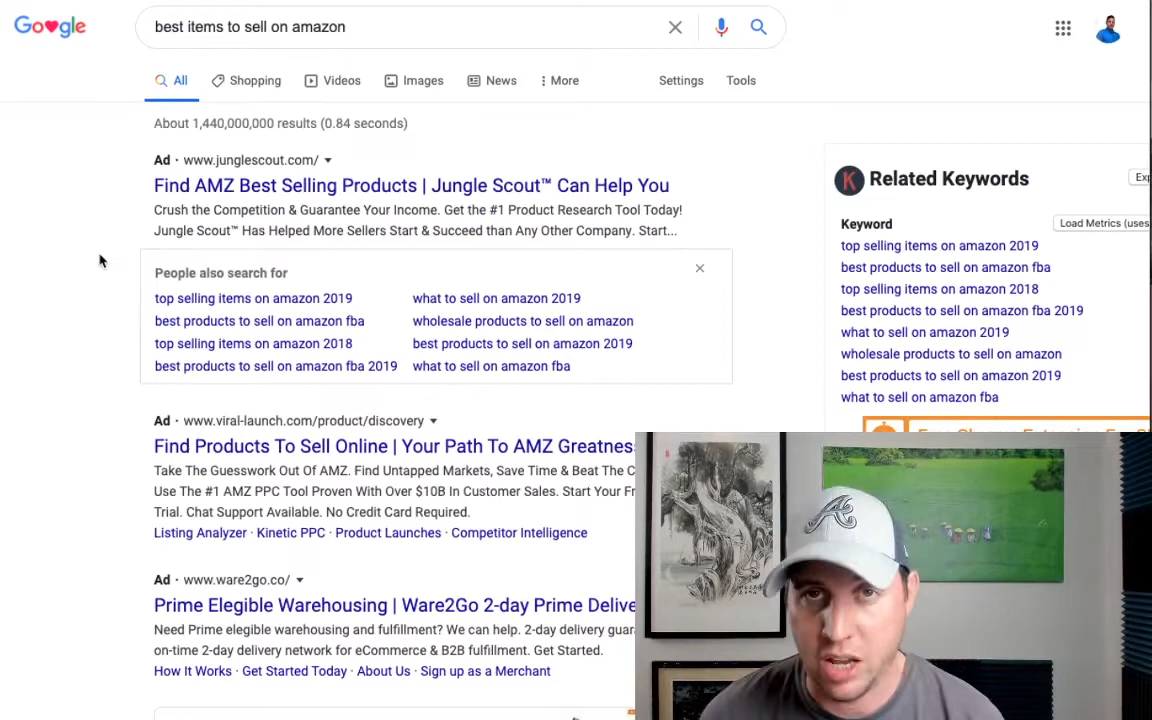 Go♥gle
best items to sell on amazon
All
Shopping
Videos
Images
News
More
Settings
Tools
About 1,440,000,000 results (0.84 seconds)
Ad · www.junglescout.com/
Find AMZ Best Selling Products | Jungle Scout™ Can Help You
Crush the Competition & Guarantee Your Income. Get the #1 Product Research Tool Today!
Jungle Scout™ Has Helped More Sellers Start & Succeed than Any Other Company. Start...
People also search for
top selling items on amazon 2019
what to sell on amazon 2019
best products to sell on amazon fba
wholesale products to sell on amazon
top selling items on amazon 2018
best products to sell on amazon 2019
best products to sell on amazon fba 2019
what to sell on amazon fba
Ad · www.viral-launch.com/product/discovery
Find Products To Sell Online | Your Path To AMZ Greatness
Take The Guesswork Out Of AMZ. Find Untapped Markets, Save Time & Beat The C
Use The #1 AMZ PPC Tool Proven With Over $10B In Customer Sales. Start Your Fr
Trial. Chat Support Available. No Credit Card Required.
Listing Analyzer · Kinetic PPC · Product Launches · Competitor Intelligence
Ad · www.ware2go.co/
Prime Elegible Warehousing | Ware2Go 2-day Prime Delive
Need Prime elegible warehousing and fulfillment? We can help. 2-day delivery guar
on-time 2-day delivery network for eCommerce & B2B fulfillment. Get Started.
How It Works · Get Started Today · About Us · Sign up as a Merchant
K Related Keywords
Exp
Keyword
Load Metrics (uses
top selling items on amazon 2019
best products to sell on amazon fba
top selling items on amazon 2018
best products to sell on amazon fba 2019
what to sell on amazon 2019
wholesale products to sell on amazon
best products to sell on amazon 2019
what to sell on amazon fba
A